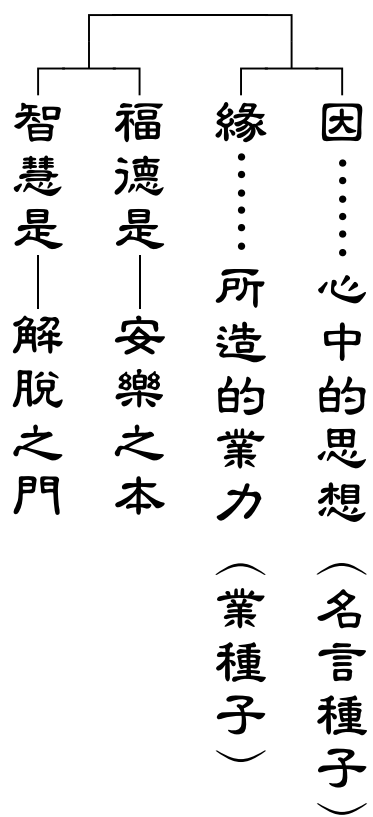 因……心中的思想（名言種子）
緣……所造的業力（業種子）
福德是—安樂之本
智慧是—解脫之門